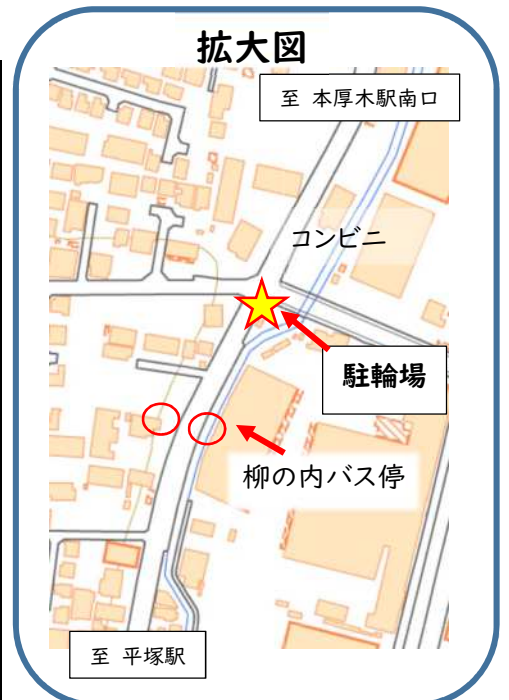 拡大図
至 本厚木駅南口
コンビニ
駐輪場
柳の内バス停
至 平塚駅